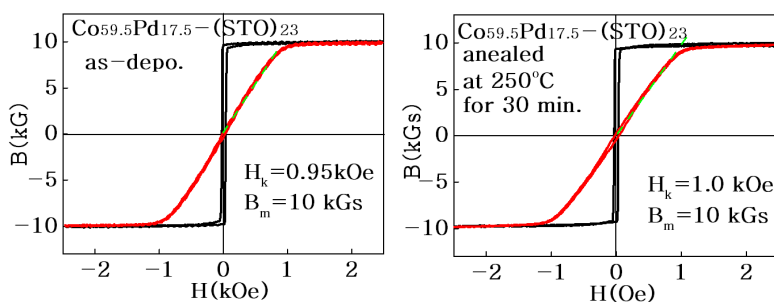 Co59.5Pd17.5-(STO)23
as-depo.
B(kG)
10
5
0
-5
-10
Hk=0.95kOe
Bm=10 kGs
-2 -1 0 1 2
H(kOe)
Co59.5Pd17.5-(STO)23
anealed
at 250°C
for 30 min.
B(kGs)
10
5
0
-5
-10
Hk=1.0 kOe
Bm=10 kGs
-2 -1 0 1 2
H(Oe)